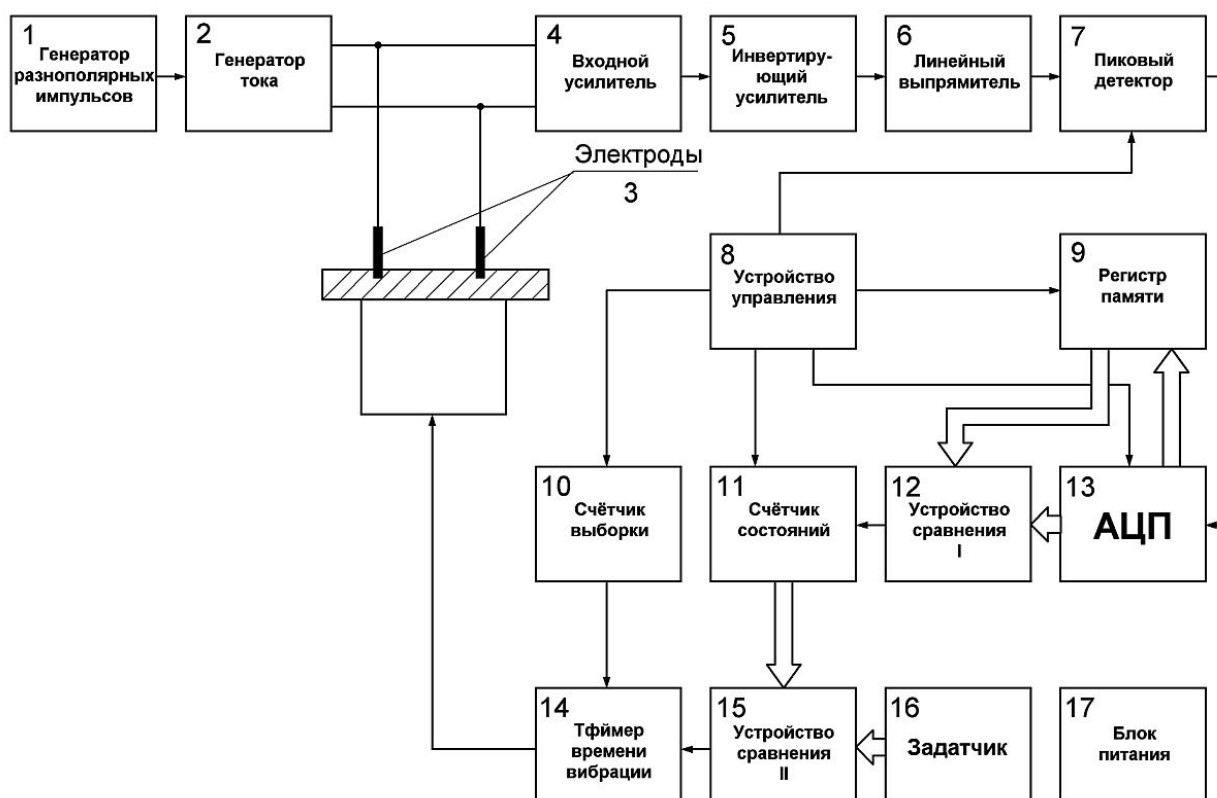 1
Генератор
разнополярных
импульсов
2
Генератор
тока
4
Входной
усилитель
5
Инвертиру-
ющий
усилитель
6
Линейный
выпрямитель
7
Пиковый
детектор
Электроды
3
8
Устройство
управления
9
Регистр
памяти
10
Счётчик
выборки
11
Счётчик
состояний
12
Устройство
сравнения
I
13
АЦП
14
Тфймер
времени
вибрации
15
Устройство
сравнения
II
16
Задатчик
17
Блок
питания